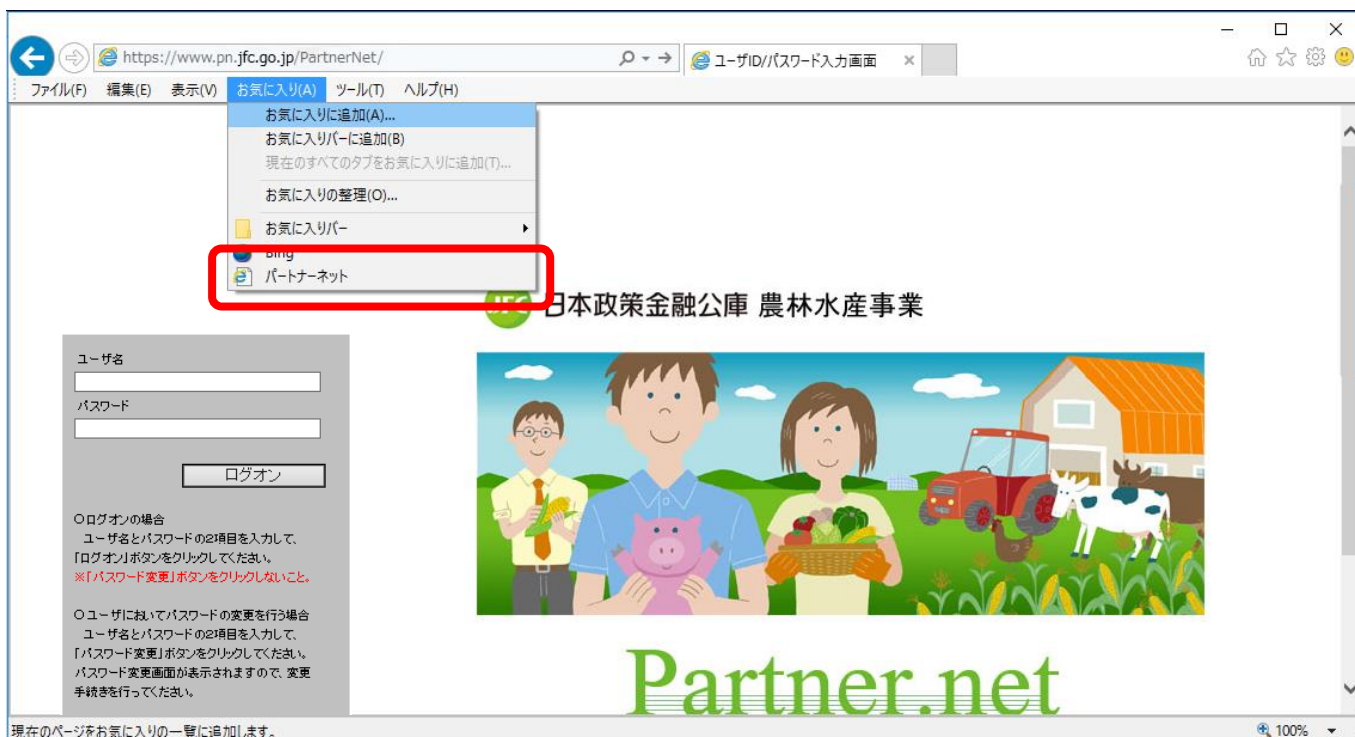 https://www.pn.jfc.go.jp/PartnerNet/
ユーザID//パスワード入力画面
ファイル(F) 編集(E) 表示(V) お気に入り(A) ツール(T) ヘルプ(H)
お気に入りに追加(A)...
お気に入りバーに追加(B)
現在のすべてのタブをお気に入りに追加(T)...
お気に入りの整理(O)...
お気に入りバー
Bing
パートナーネット
JFC 日本政策金融公庫 農林水産事業
ユーザ名
パスワード
ログオン
○ログオンの場合
ユーザ名とパスワードの2項目を入力して、
「ログオン」ボタンをクリックしてください。
※「パスワード変更」ボタンをクリックしないこと。
○ユーザにおいてパスワードの変更を行う場合
ユーザ名とパスワードの2項目を入力して、
「パスワード変更」ボタンをクリックしてください。
パスワード変更画面が表示されますので、変更
手続きを行ってください。
Partner.net
現在のページをお気に入りの一覧に追加します。
100%